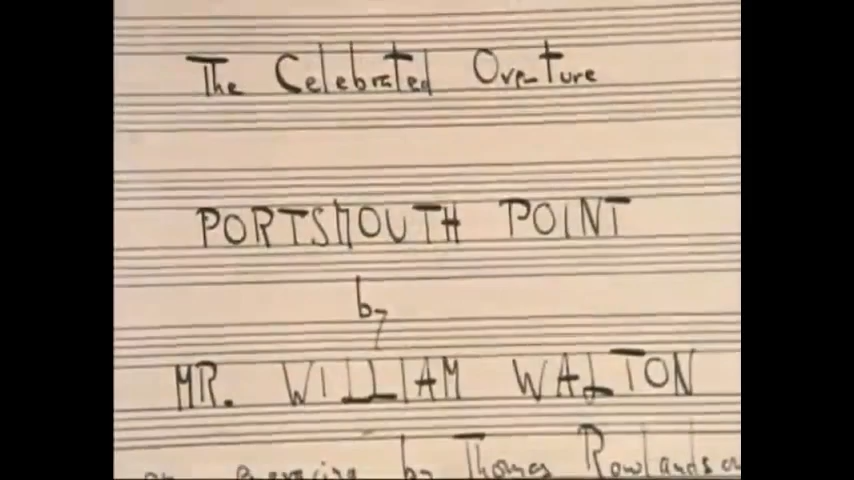 The Celebrated Overture
PORTSMOUTH POINT
by
MR. WILLIAM WALTON
by Thomas Rowlandson